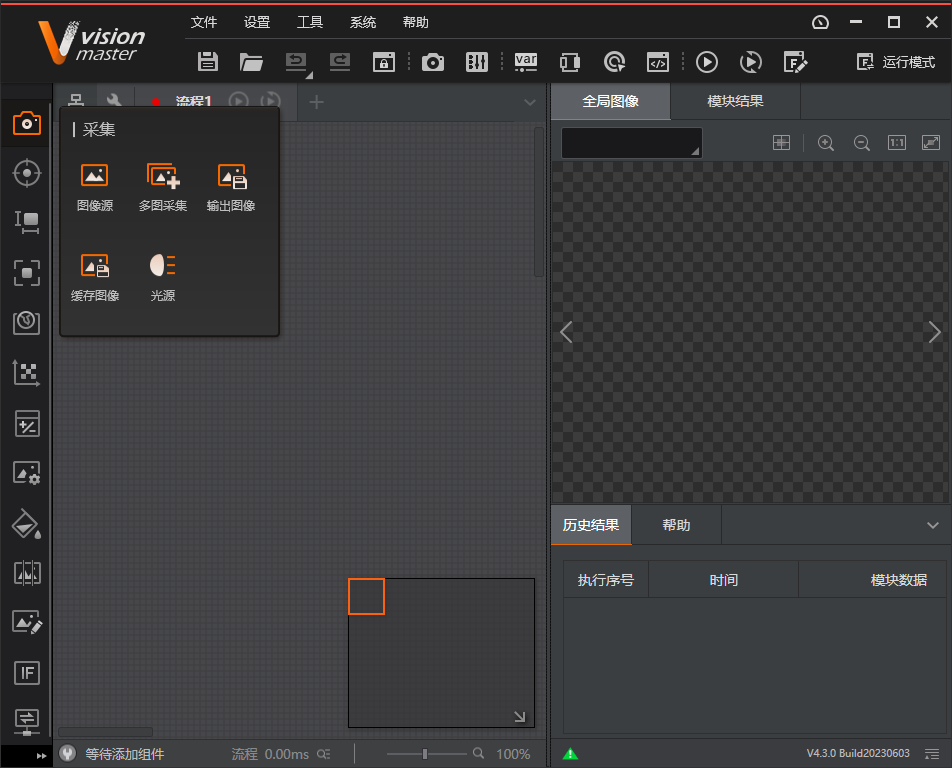 vision
master
文件 设置 工具 系统 帮助
var
运行模式
流程1
全局图像 模块结果
采集
1:1
图像源 多图采集 输出图像
缓存图像 光源
历史结果 帮助
执行序号 时间 模块数据
IF
等待添加组件 流程 0.00ms 100% V4.3.0 Build20230603